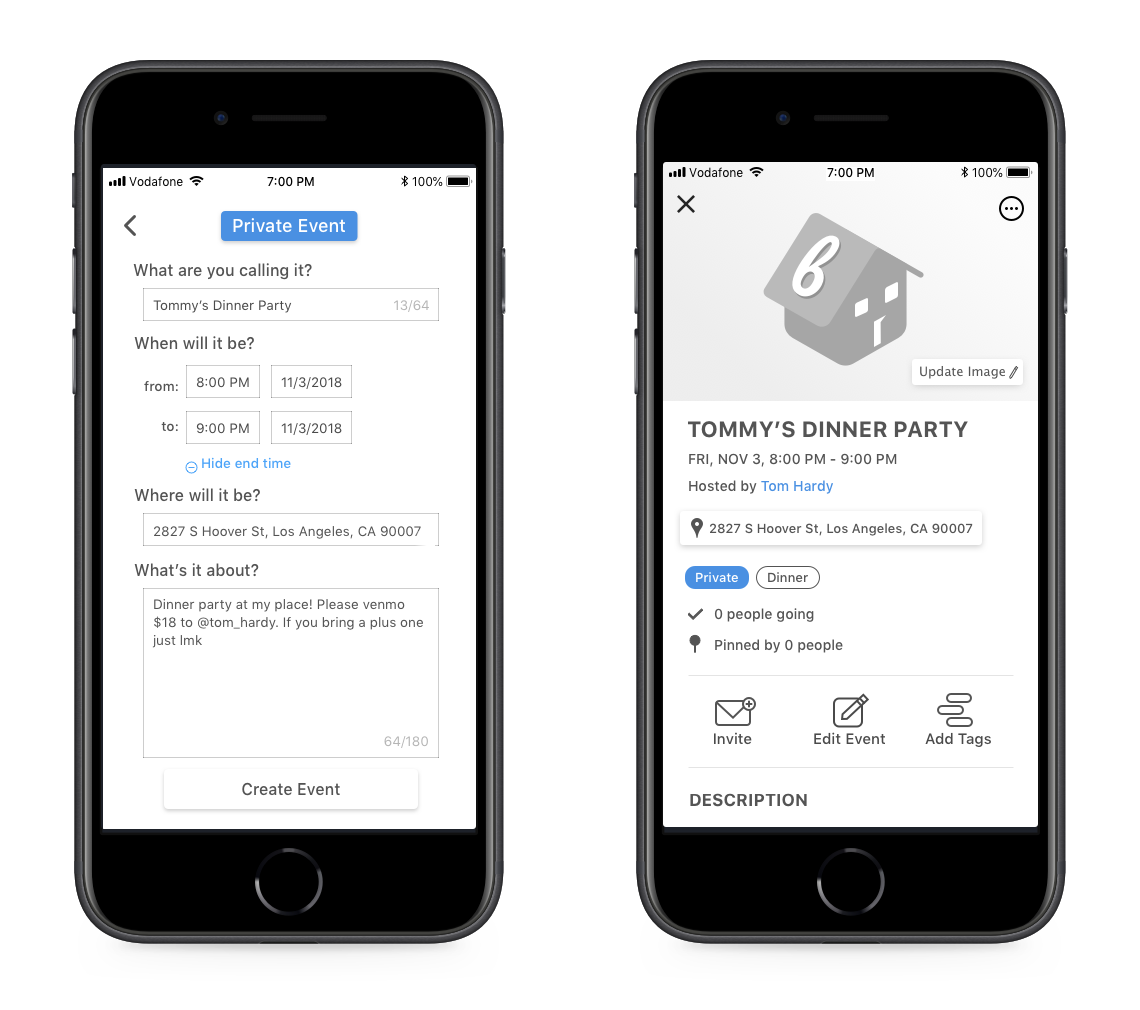 Vodafone 7:00 PM 100%
Private Event
What are you calling it?
Tommy's Dinner Party 13/64
When will it be?
from: 8:00 PM 11/3/2018
to: 9:00 PM 11/3/2018
Hide end time
Where will it be?
2827 S Hoover St, Los Angeles, CA 90007
What's it about?
Dinner party at my place! Please venmo
$18 to @tom_hardy. If you bring a plus one
just lmk
64/180
Create Event
Vodafone 7:00 PM 100%
b
Update Image
TOMMY'S DINNER PARTY
FRI, NOV 3, 8:00 PM - 9:00 PM
Hosted by Tom Hardy
2827 S Hoover St, Los Angeles, CA 90007
Private Dinner
0 people going
Pinned by 0 people
Invite Edit Event Add Tags
DESCRIPTION